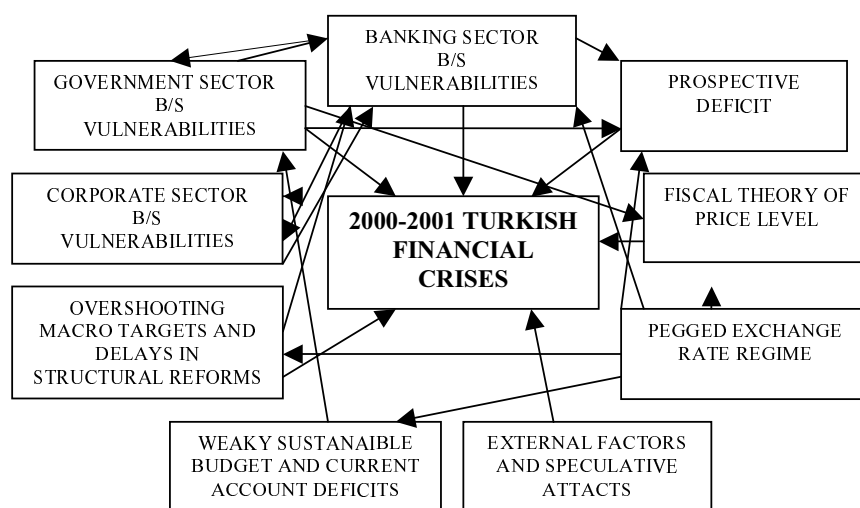 BANKING SECTOR
B/S
VULNERABILITIES
GOVERNMENT SECTOR
B/S
VULNERABILITIES
PROSPECTIVE
DEFICIT
CORPORATE SECTOR
B/S
VULNERABILITIES
2000-2001 TURKISH
FINANCIAL
CRISES
FISCAL THEORY OF
PRICE LEVEL
OVERSHOOTING
MACRO TARGETS AND
DELAYS IN
STRUCTURAL REFORMS
PEGGED EXCHANGE
RATE REGIME
WEAKY SUSTANAIBLE
BUDGET AND CURRENT
ACCOUNT DEFICITS
EXTERNAL FACTORS
AND SPECULATIVE
ATTACTS